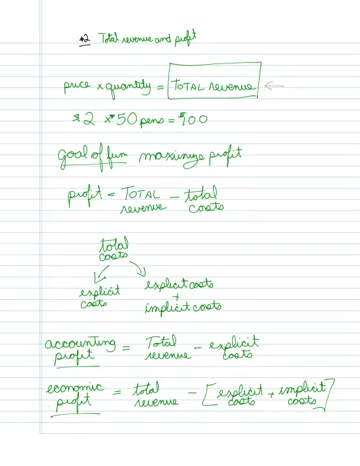 #2 Total revenue and profit
price x quantity = TOTAL revenue ←
$2 x 50 pens = $100
goal of firm maximize profit
profit = TOTAL revenue - total costs
total costs
explicit costs
explicit costs + implicit costs
accounting profit = Total revenue - explicit costs
economic profit = total revenue - [explicit costs + implicit costs]